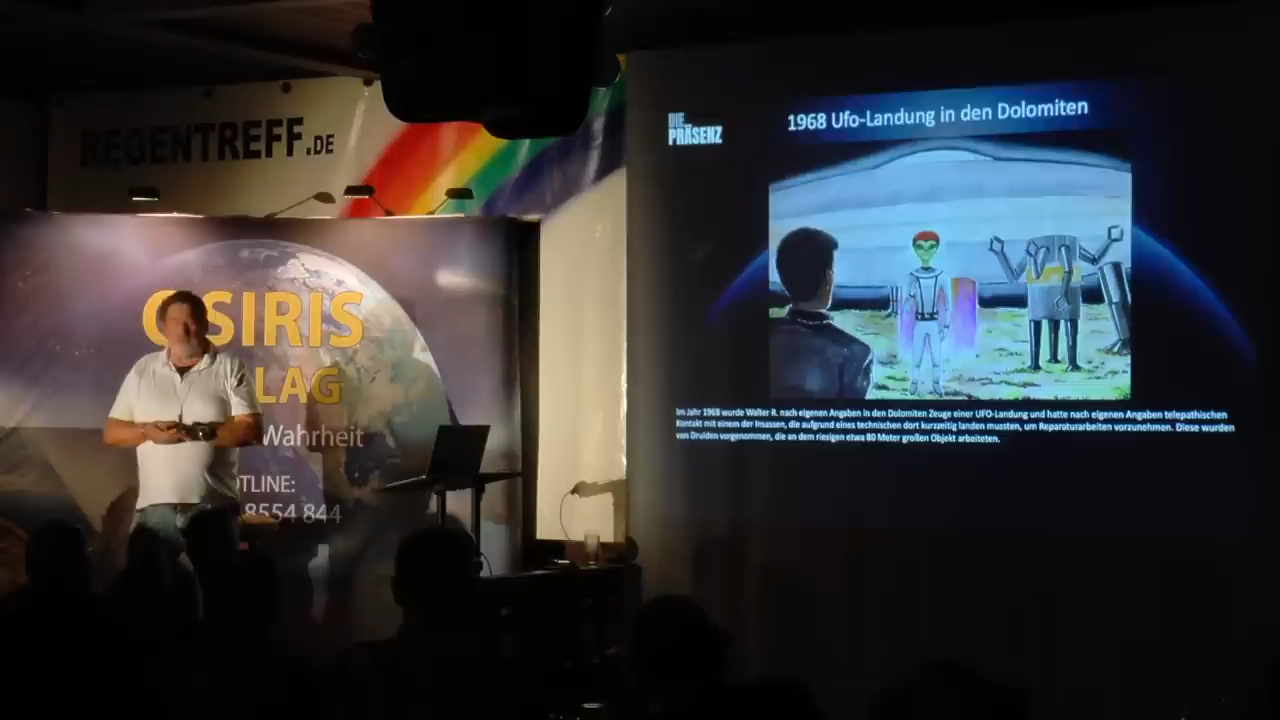 REGENTREFF.DE
OSIRIS
LAG
Wahrheit
OTLINE:
8554 844
DIE
PRÄSENZ
1968 Ufo-Landung in den Dolomiten
Im Jahr 1968 wurde Walter R. nach eigenen Angaben in den Dolomiten Zeuge einer UFO-Landung und hatte nach eigenen Angaben telepathischen
Kontakt mit einem der Insassen, die aufgrund eines technischen dort kurzzeitig landen mussten, um Reparaturarbeiten vorzunehmen. Diese wurden
von Druiden vorgenommen, die an dem riesigen etwa 80 Meter großen Objekt arbeiteten.